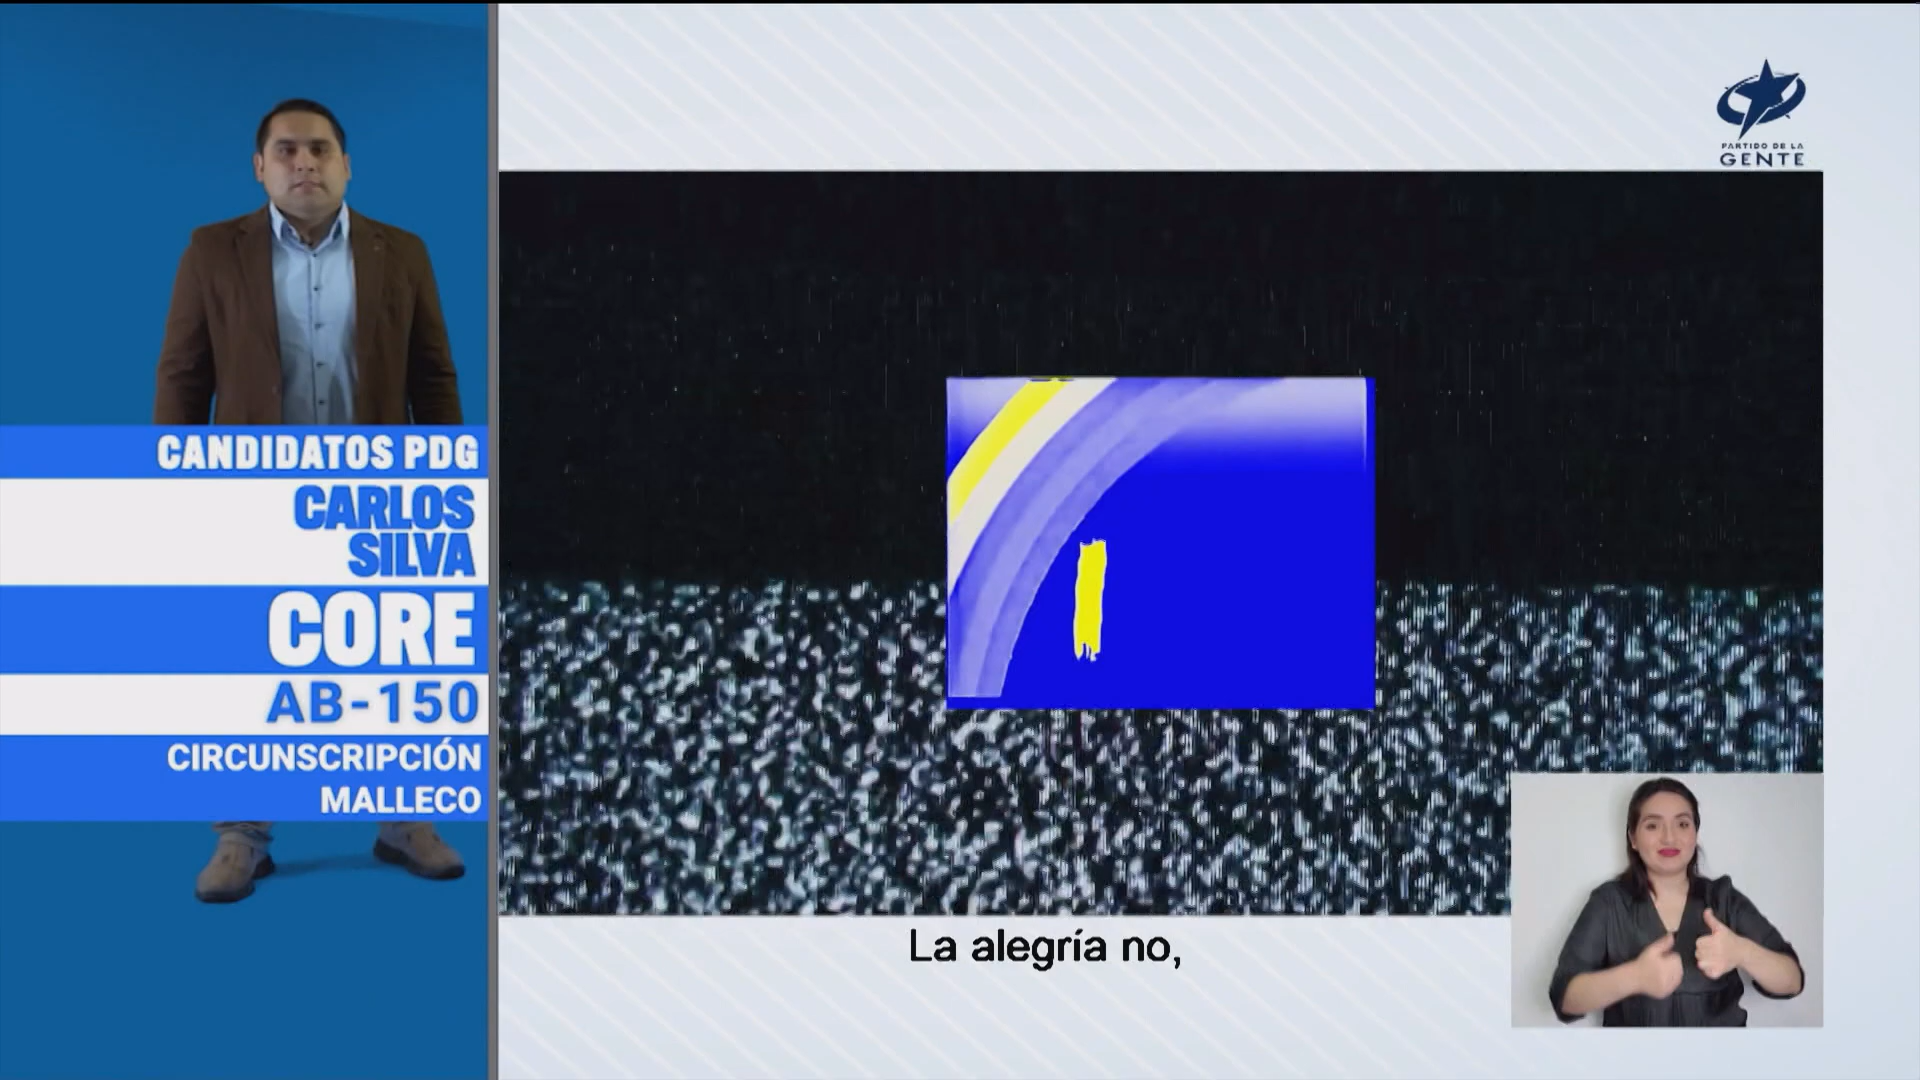 CANDIDATOS PDG
CARLOS
SILVA
CORE
AB-150
CIRCUNSCRIPCIÓN
MALLECO
PARTIDO DE LA
GENTE
La alegría no,